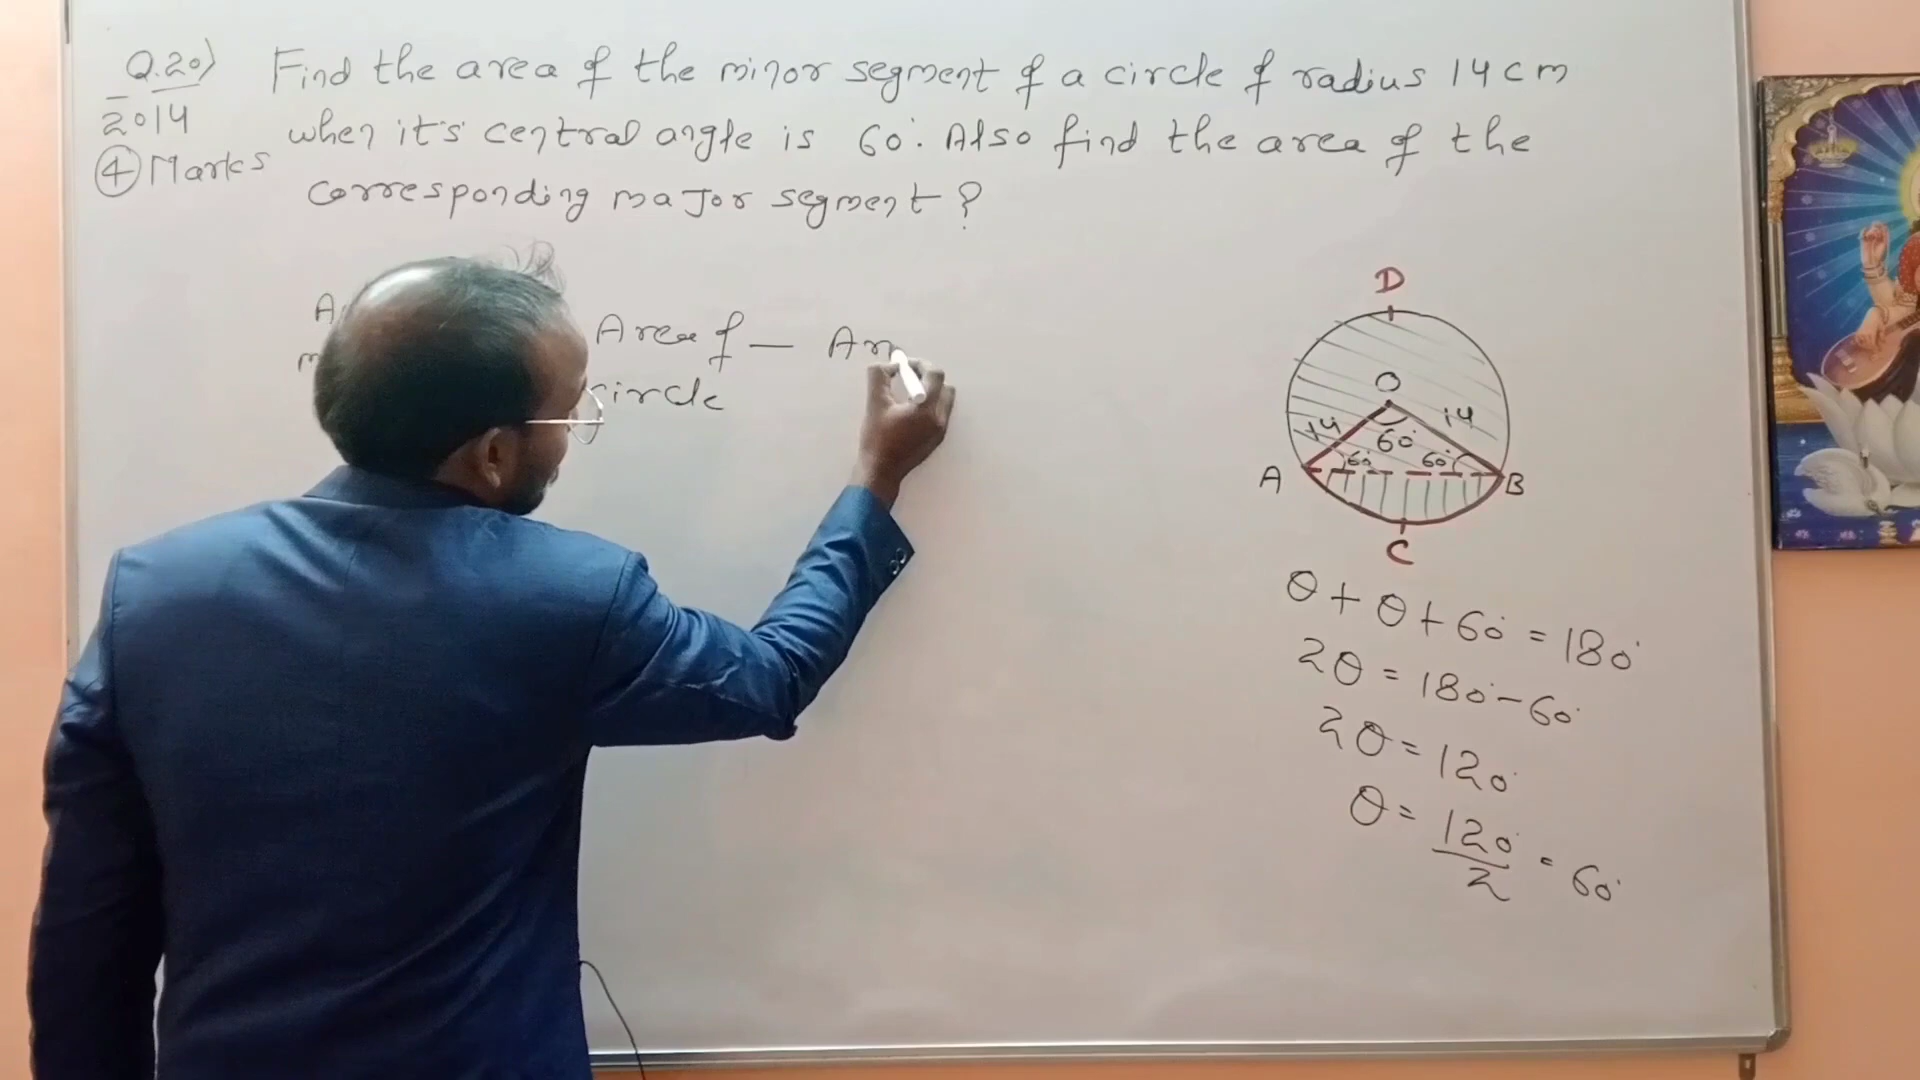 Q.20)
2014
④ Marks
Find the area of the minor segment of a circle of radius 14 cm
when it's central angle is 60°. Also find the area of the
corresponding major segment ?
Area of — Ar
circle
D
O
14 14
60°
60° 60°
A B
C
θ + θ + 60° = 180°
2θ = 180° - 60°
2θ = 120°
θ = 120°/2 = 60°